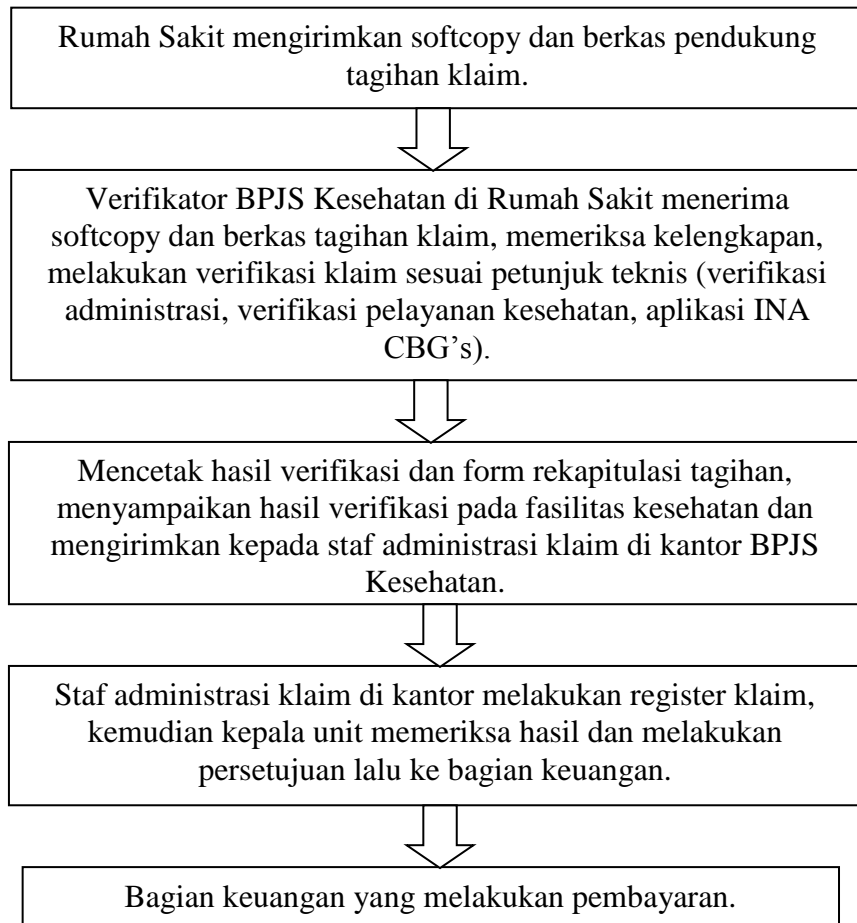 Rumah Sakit mengirimkan softcopy dan berkas pendukung
tagihan klaim.
Verifikator BPJS Kesehatan di Rumah Sakit menerima
softcopy dan berkas tagihan klaim, memeriksa kelengkapan,
melakukan verifikasi klaim sesuai petunjuk teknis (verifikasi
administrasi, verifikasi pelayanan kesehatan, aplikasi INA
CBG’s).
Mencetak hasil verifikasi dan form rekapitulasi tagihan,
menyampaikan hasil verifikasi pada fasilitas kesehatan dan
mengirimkan kepada staf administrasi klaim di kantor BPJS
Kesehatan.
Staf administrasi klaim di kantor melakukan register klaim,
kemudian kepala unit memeriksa hasil dan melakukan
persetujuan lalu ke bagian keuangan.
Bagian keuangan yang melakukan pembayaran.